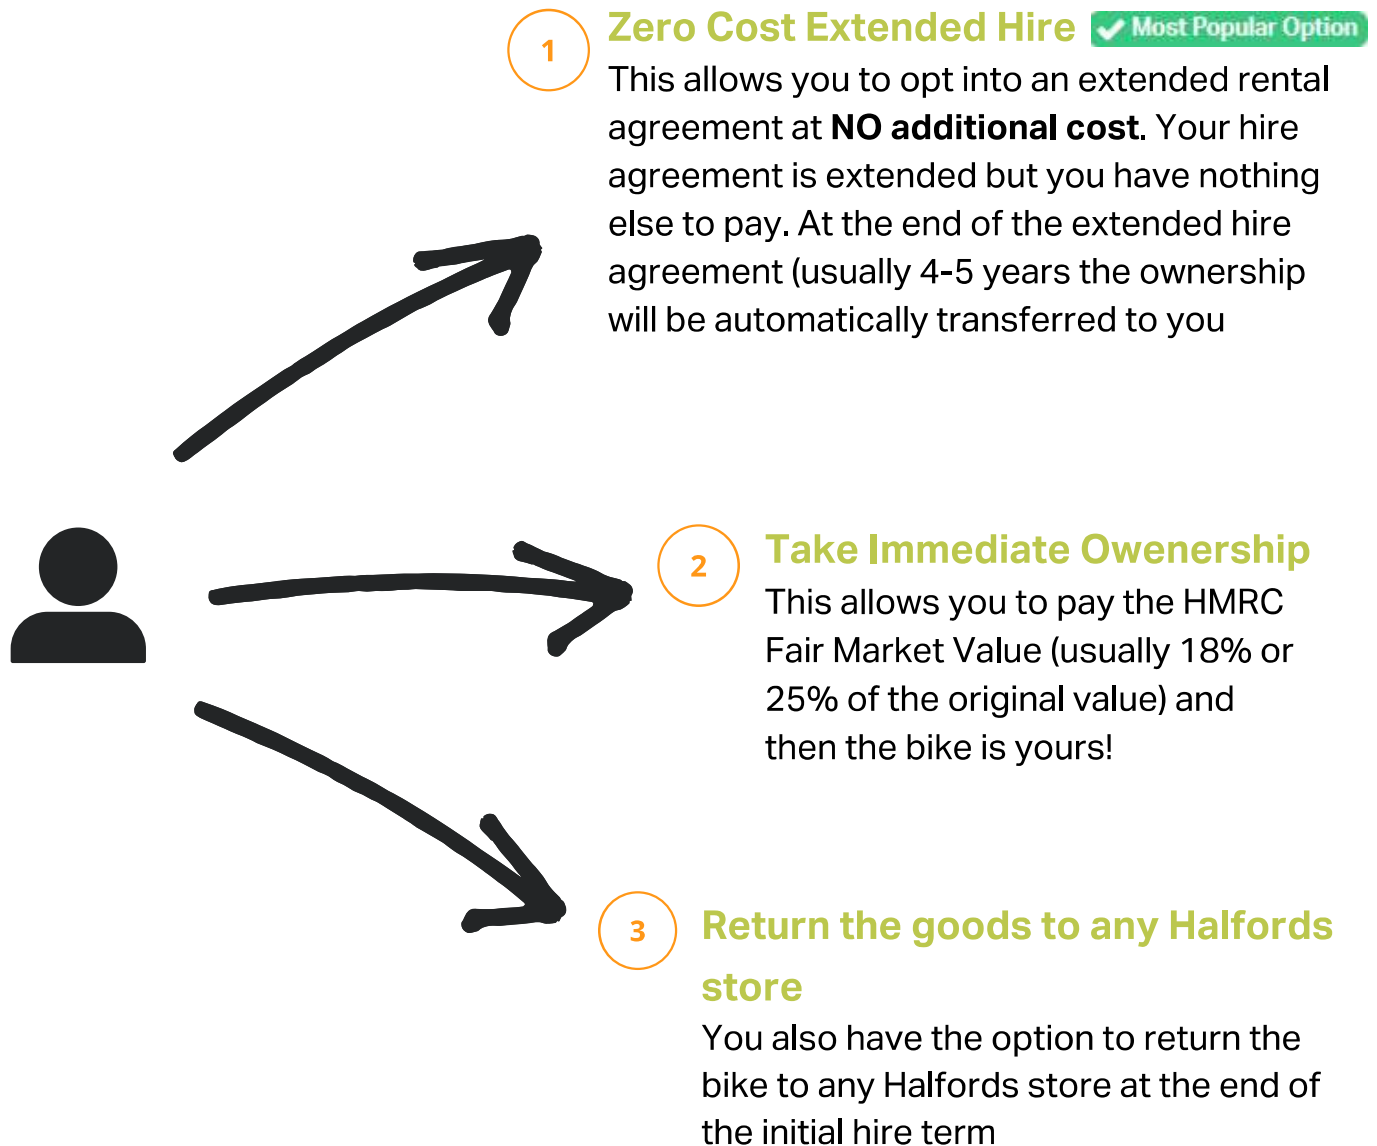 1
Zero Cost Extended Hire
Most Popular Option
This allows you to opt into an extended rental
agreement at NO additional cost. Your hire
agreement is extended but you have nothing
else to pay. At the end of the extended hire
agreement (usually 4-5 years the ownership
will be automatically transferred to you
2
Take Immediate Owenership
This allows you to pay the HMRC
Fair Market Value (usually 18% or
25% of the original value) and
then the bike is yours!
3
Return the goods to any Halfords
store
You also have the option to return the
bike to any Halfords store at the end of
the initial hire term